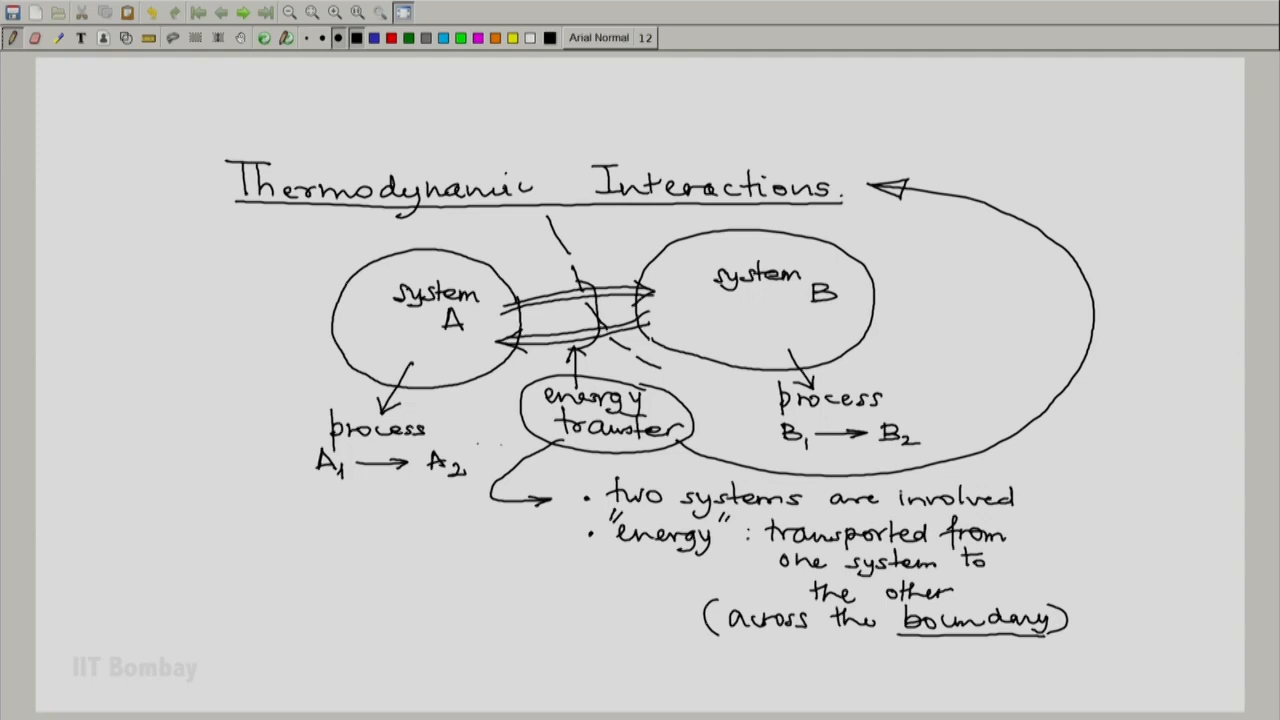 Arial Normal 12
Thermodynamic Interactions.
system A
system B
energy transfer
process
A1 → A2
process
B1 → B2
• two systems are involved
• "energy" : transported from
one system to
the other
(across the boundary)
IIT Bombay